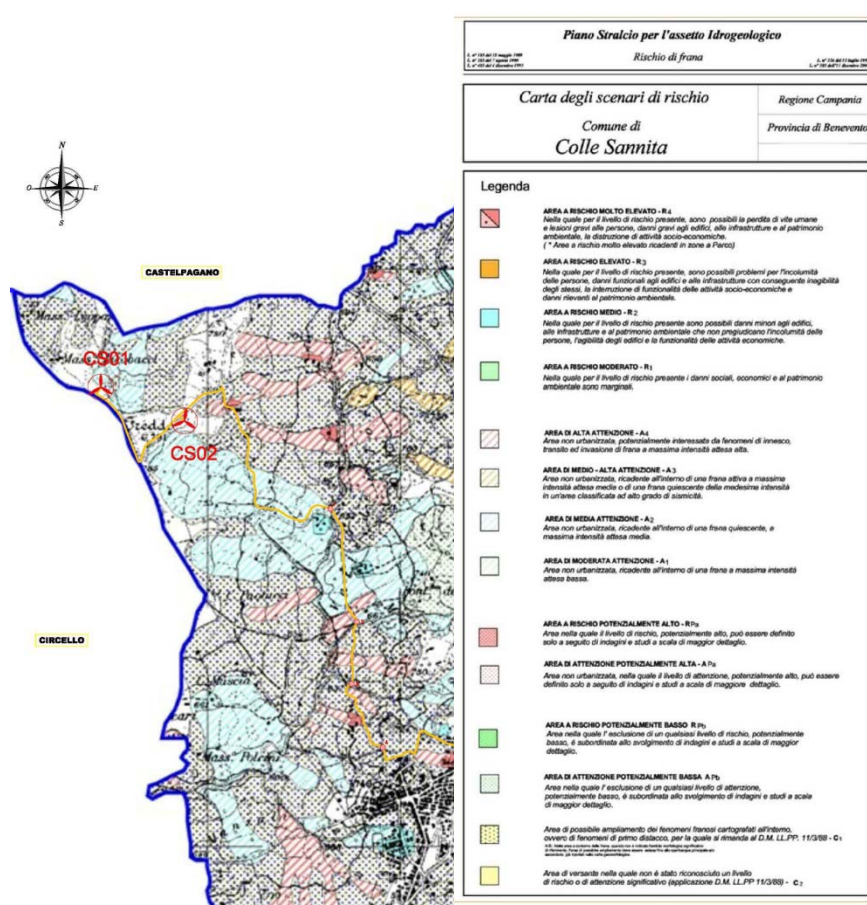 N
O
E
S
CASTELPAGANO
CS01
CS02
CIRCELLO
Piano Stralcio per l'assetto Idrogeologico
Rischio di frana
Carta degli scenari di rischio
Comune di
Colle Sannita
Regione Campania
Provincia di Benevento
Legenda
AREA A RISCHIO MOLTO ELEVATO - R4
Nella quale per il livello di rischio presente, sono possibili la perdita di vite umane
e lesioni gravi alle persone, danni gravi agli edifici, alle infrastrutture e al patrimonio
ambientale, la distruzione di attività socio-economiche.
( * Area a rischio molto elevato ricadenti in zone a Parco)
AREA A RISCHIO ELEVATO - R3
Nella quale per il livello di rischio presente, sono possibili problemi per l'incolumità
delle persone, danni funzionali agli edifici e alle infrastrutture con conseguente inagibilità
degli stessi, la interruzione di funzionalità delle attività socio-economiche e
danni rilevanti al patrimonio ambientale.
AREA A RISCHIO MEDIO - R2
Nella quale per il livello di rischio presente sono possibili danni minori agli edifici,
alle infrastrutture e al patrimonio ambientale che non pregiudicano l'incolumità delle
persone, l'agibilità degli edifici e la funzionalità delle attività economiche.
AREA A RISCHIO MODERATO - R1
Nella quale per il livello di rischio presente i danni sociali, economici e al patrimonio
ambientale sono marginali.
AREA DI ALTA ATTENZIONE - A4
Area non urbanizzata, potenzialmente interessata da fenomeni di innesco,
transito ed invasione di frana a massima intensità attesa alta.
AREA DI MEDIO - ALTA ATTENZIONE - A3
Area non urbanizzata, ricadente all'interno di una frana attiva a massima
intensità attesa media o di una frana quiescente della medesima intensità
in un'area classificata ad alto grado di sismicità.
AREA DI MEDIA ATTENZIONE - A2
Area non urbanizzata, ricadente all'interno di una frana quiescente, a
massima intensità attesa media.
AREA DI MODERATA ATTENZIONE - A1
Area non urbanizzata, ricadente all'interno di una frana a massima intensità
attesa bassa.
AREA A RISCHIO POTENZIALMENTE ALTO - RPa
Area nella quale il livello di rischio, potenzialmente alto, può essere definito
solo a seguito di indagini e studi a scala di maggior dettaglio.
AREA DI ATTENZIONE POTENZIALMENTE ALTA - APa
Area non urbanizzata, nella quale il livello di attenzione, potenzialmente alto, può essere
definito solo a seguito di indagini e studi a scala di maggiore dettaglio.
AREA A RISCHIO POTENZIALMENTE BASSO RPb
Area nella quale l' esclusione di un qualsiasi livello di rischio, potenzialmente
basso, è subordinata allo svolgimento di indagini e studi a scala di maggior
dettaglio.
AREA DI ATTENZIONE POTENZIALMENTE BASSA APb
Area nella quale l' esclusione di un qualsiasi livello di attenzione,
potenzialmente basso, è subordinata allo svolgimento di indagini e studi a scala
di maggior dettaglio.
Area di possibile ampliamento dei fenomeni franosi cartografati all'interno,
ovvero di fenomeni di primo distacco, per la quale si rimanda al D.M. LL.PP. 11/3/88 - C1
Area di versante nella quale non è stato riconosciuto un livello
di rischio o di attenzione significativo (applicazione D.M. LL.PP 11/3/88) - C2